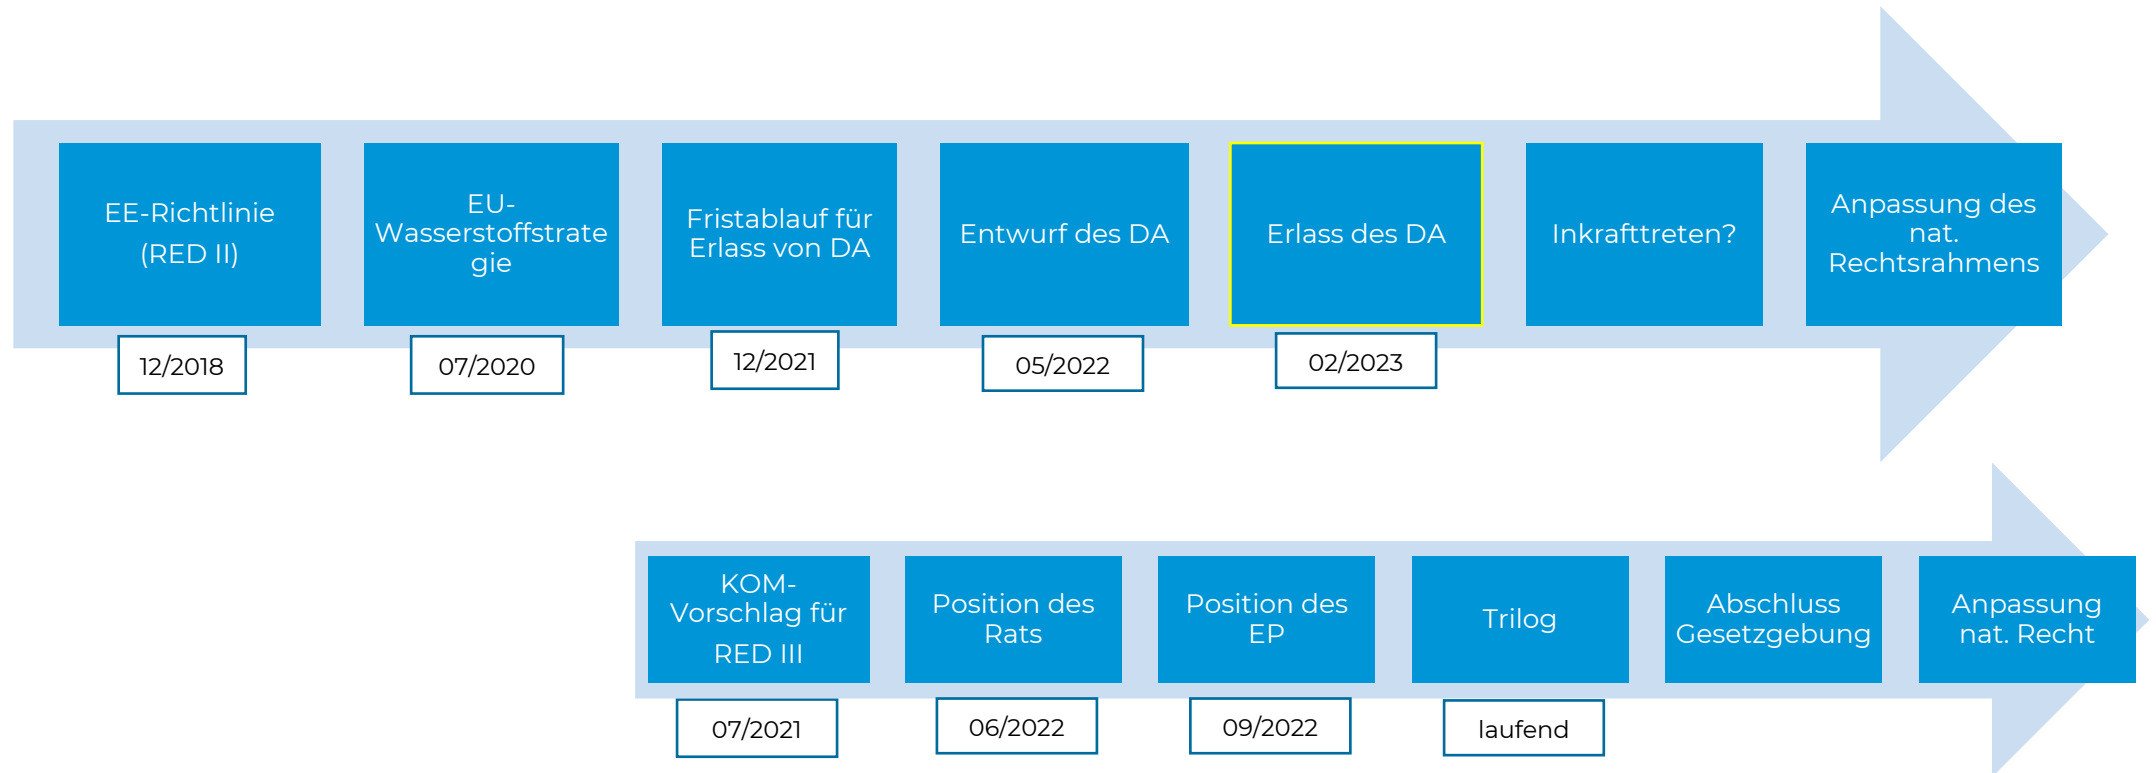 EE-Richtlinie
(RED II)
EU-
Wasserstoffstrate
gie
Fristablauf für
Erlass von DA
Entwurf des DA
Erlass des DA
Inkrafttreten?
Anpassung des
nat.
Rechtsrahmens
12/2018
07/2020
12/2021
05/2022
02/2023
KOM-
Vorschlag für
RED III
Position des
Rats
Position des
EP
Trilog
Abschluss
Gesetzgebung
Anpassung
nat. Recht
07/2021
06/2022
09/2022
laufend